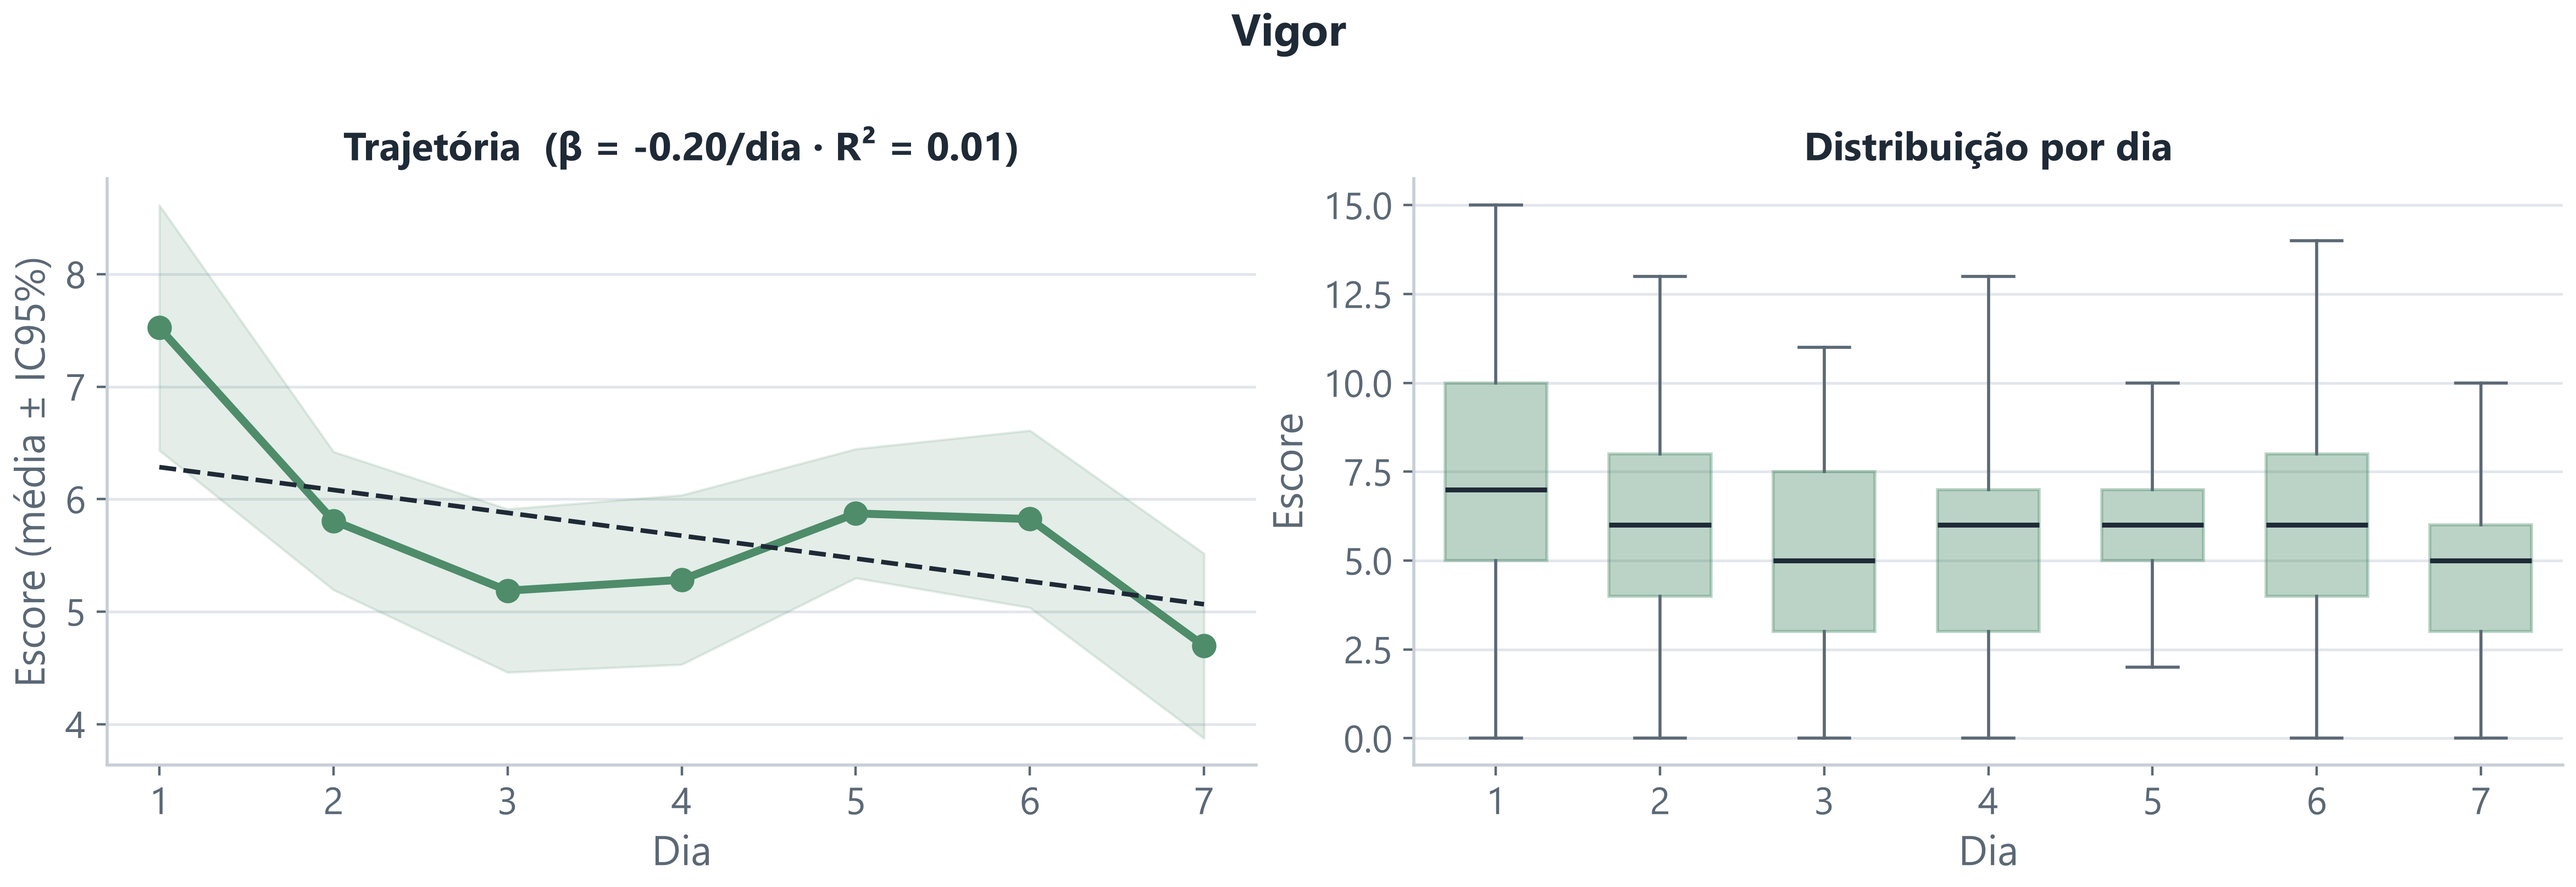 Vigor
Trajetória (β = -0.20/dia · R² = 0.01)
Escore (média ± IC95%)
8
7
6
5
4
1 2 3 4 5 6 7
Dia
Distribuição por dia
Escore
15.0
12.5
10.0
7.5
5.0
2.5
0.0
1 2 3 4 5 6 7
Dia